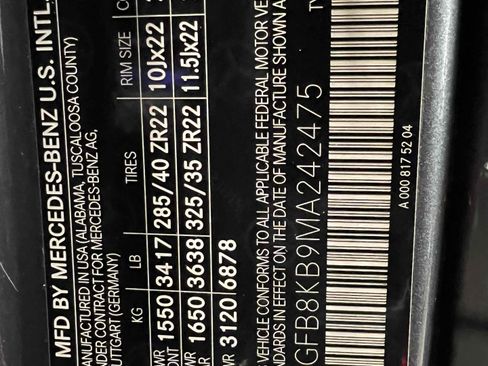 MFD BY MERCEDES-BENZ U.S. INTL,
MANUFACTURED IN USA (ALABAMA, TUSCALOOSA COUNTY)
UNDER CONTRACT FOR MERCEDES-BENZ AG,
STUTTGART (GERMANY)
KG LB TIRES RIM SIZE
1550 3417 285/40 ZR22 10Jx22
1650 3638 325/35 ZR22 11.5Jx22
3120/6878
VEHICLE CONFORMS TO ALL APPLICABLE FEDERAL MOTOR VE
IN EFFECT ON THE DATE OF MANUFACTURE SHOWN A
GFB8KB9MA242475 TY
A 000 817 52 04